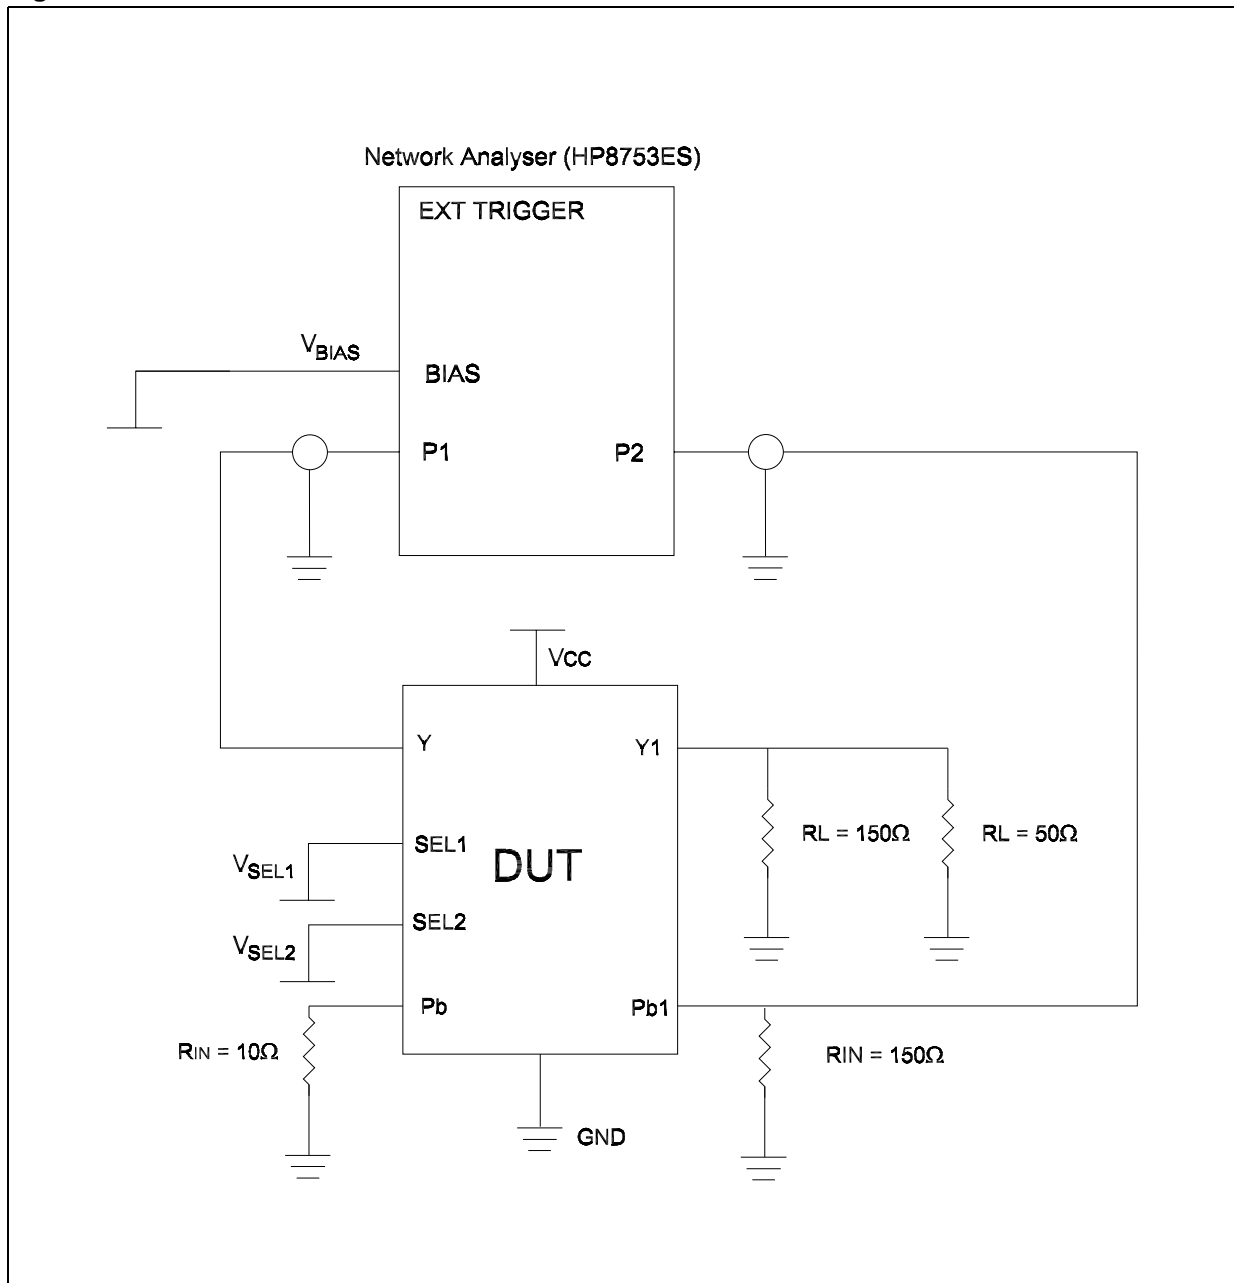 Network Analyser (HP8753ES)
EXT TRIGGER
VBIAS
BIAS
P1
P2
Vcc
Y
Y1
RL = 150Ω
RL = 50Ω
SEL1
VSEL1
DUT
SEL2
VSEL2
Pb
Pb1
RIN = 10Ω
RIN = 150Ω
GND